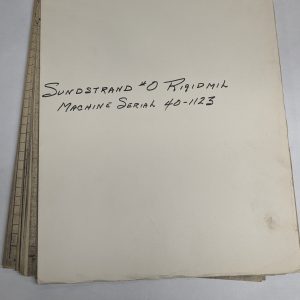 SUNDSTRAND #0 RIGIDMIL
MACHINE SERIAL 40-1123